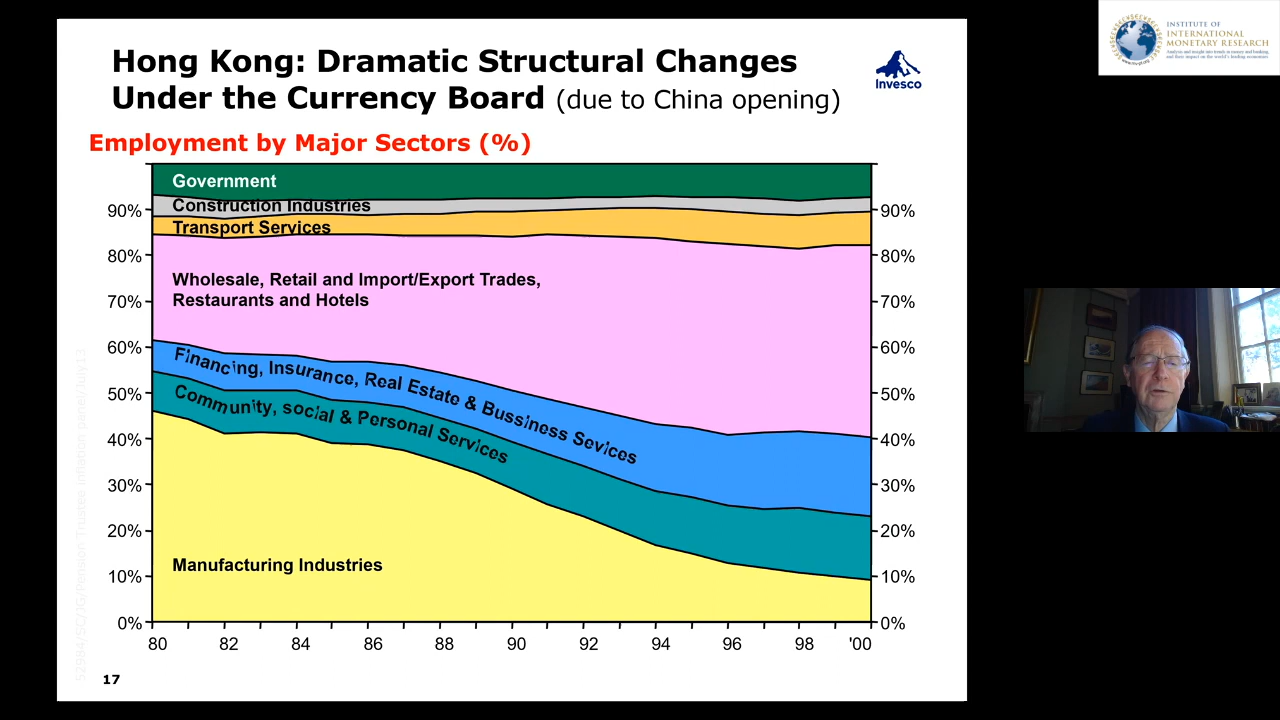 Hong Kong: Dramatic Structural Changes
Under the Currency Board (due to China opening)
Invesco
INSTITUTE OF
INTERNATIONAL
MONETARY RESEARCH
Employment by Major Sectors (%)
Government
Construction Industries
Transport Services
Wholesale, Retail and Import/Export Trades,
Restaurants and Hotels
Financing, Insurance, Real Estate & Bussiness Sevices
Community, social & Personal Services
Manufacturing Industries
90%
80%
70%
60%
50%
40%
30%
20%
10%
0%
90%
80%
70%
60%
50%
40%
30%
20%
10%
0%
80 82 84 86 88 90 92 94 96 98 '00
17